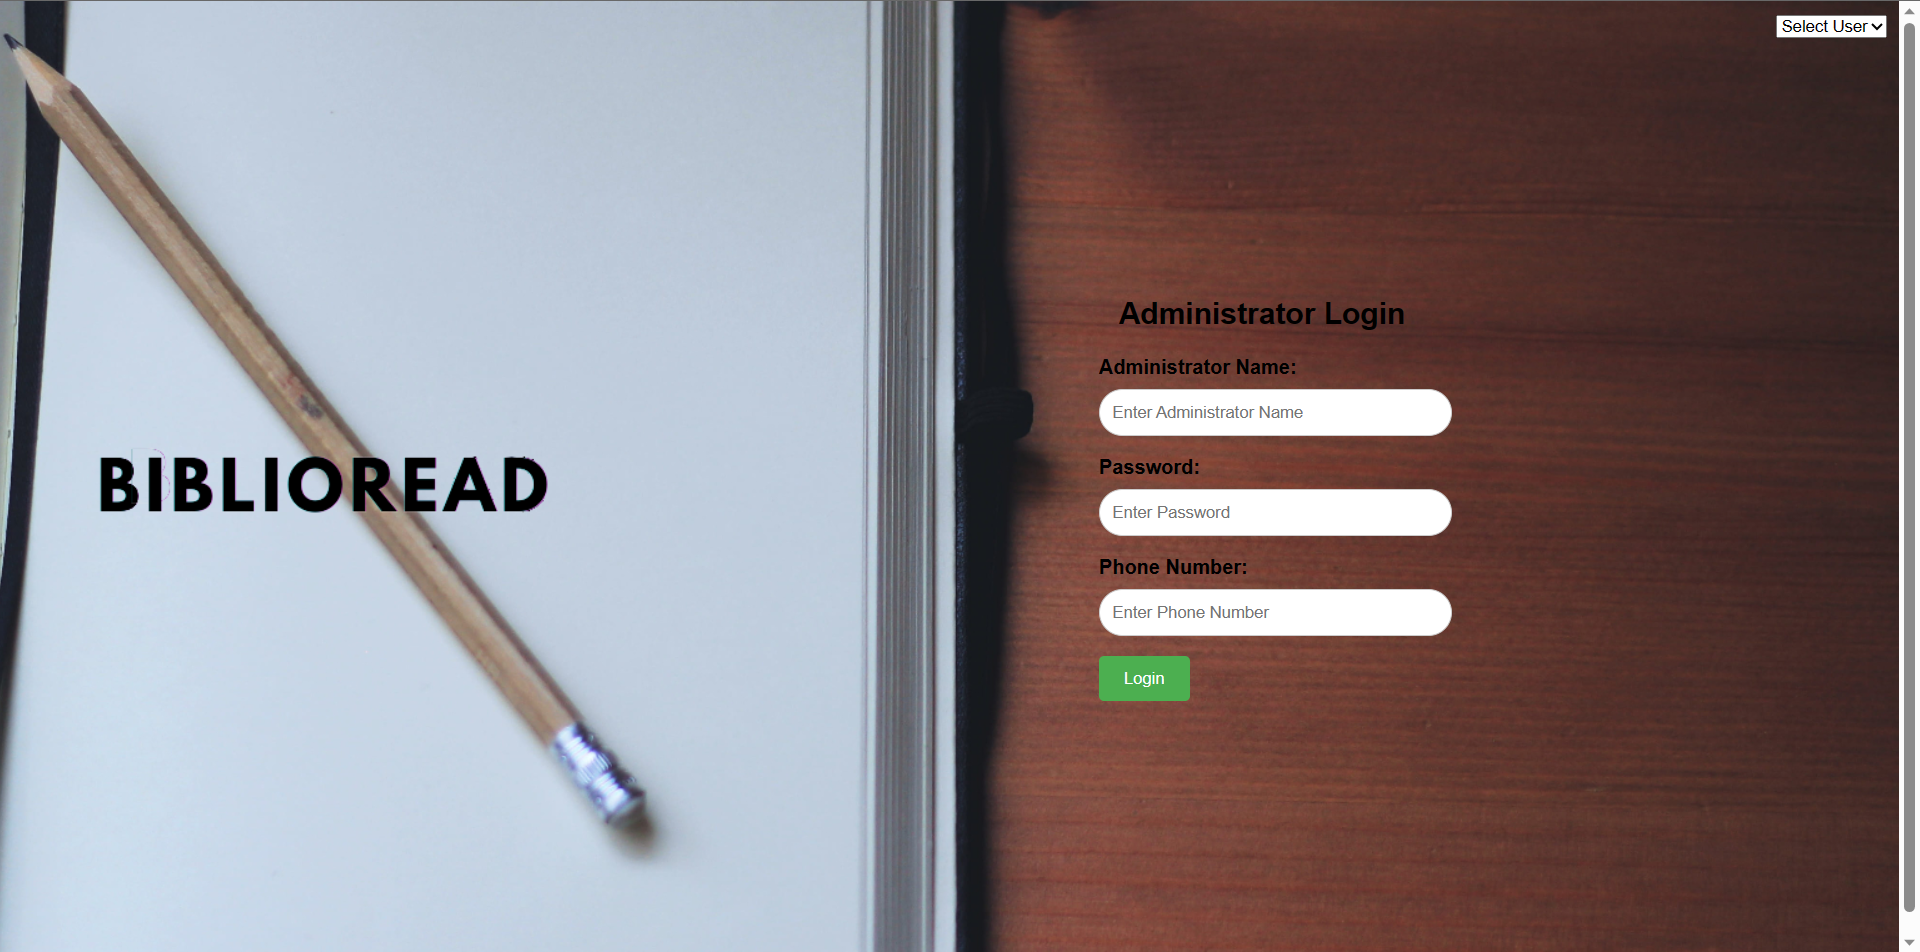 Select User
Administrator Login
Administrator Name:
Enter Administrator Name
BIBLIOREAD
Password:
Enter Password
Phone Number:
Enter Phone Number
Login